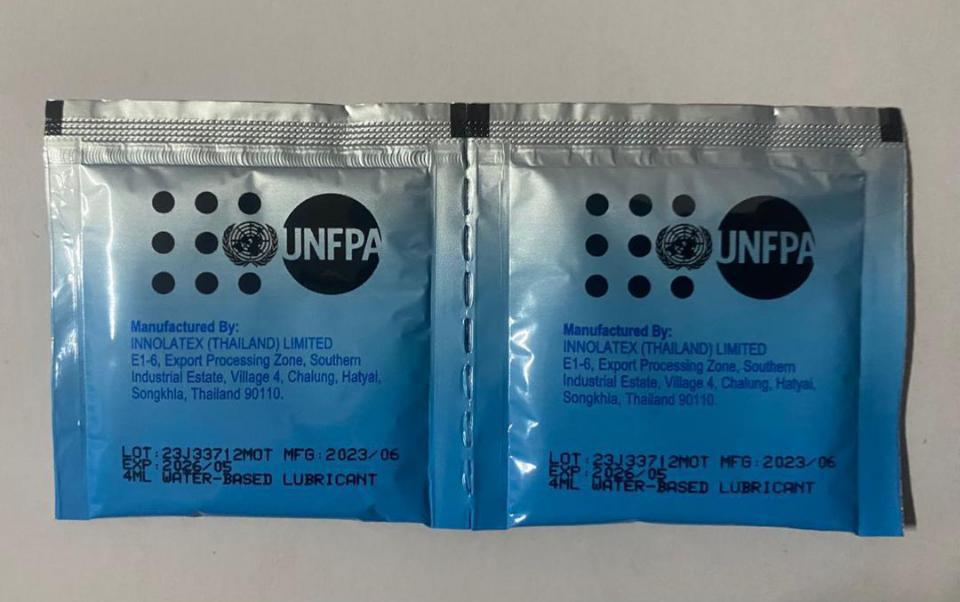 UNFPA
Manufactured By:
INNOLATEX (THAILAND) LIMITED
E1-6, Export Processing Zone, Southern
Industrial Estate, Village 4, Chalung, Hatyai,
Songkhla, Thailand 90110.
LOT:23J33712MOT MFG:2023/06
EXP:2026/05
4ML WATER-BASED LUBRICANT
UNFPA
Manufactured By:
INNOLATEX (THAILAND) LIMITED
E1-6, Export Processing Zone, Southern
Industrial Estate, Village 4, Chalung, Hatyai,
Songkhla, Thailand 90110.
LOT:23J33712MOT MFG:2023/06
EXP:2026/05
4ML WATER-BASED LUBRICANT